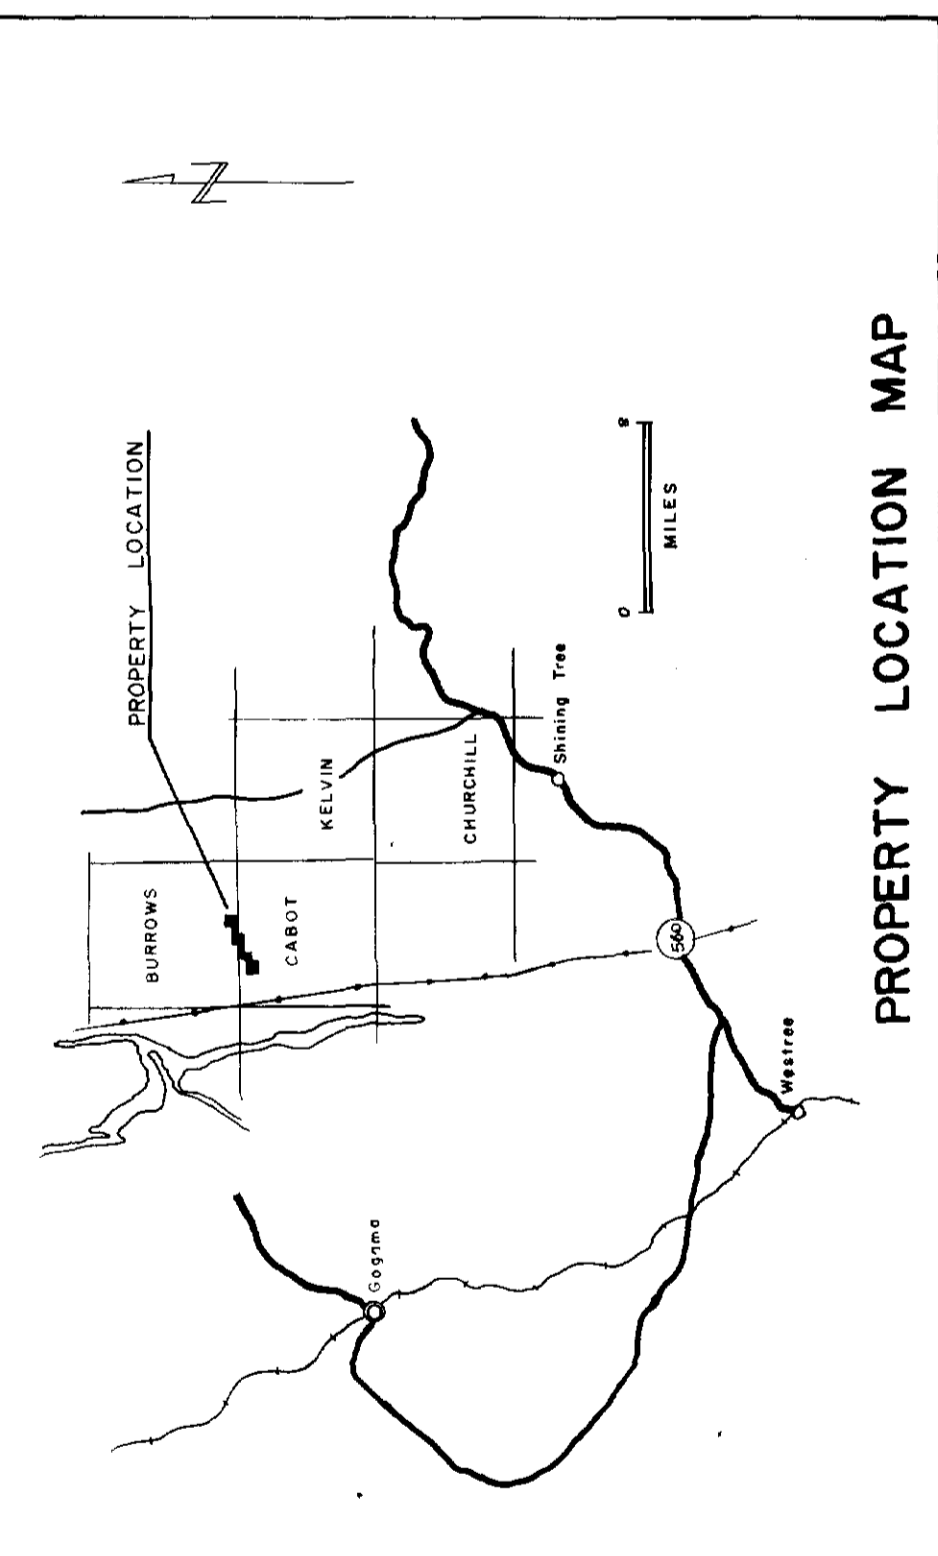 N
PROPERTY LOCATION
BURROWS
KELVIN
CABOT
CHURCHILL
Shining Tree
560
Gogama
Westree
0 8
MILES
PROPERTY LOCATION MAP